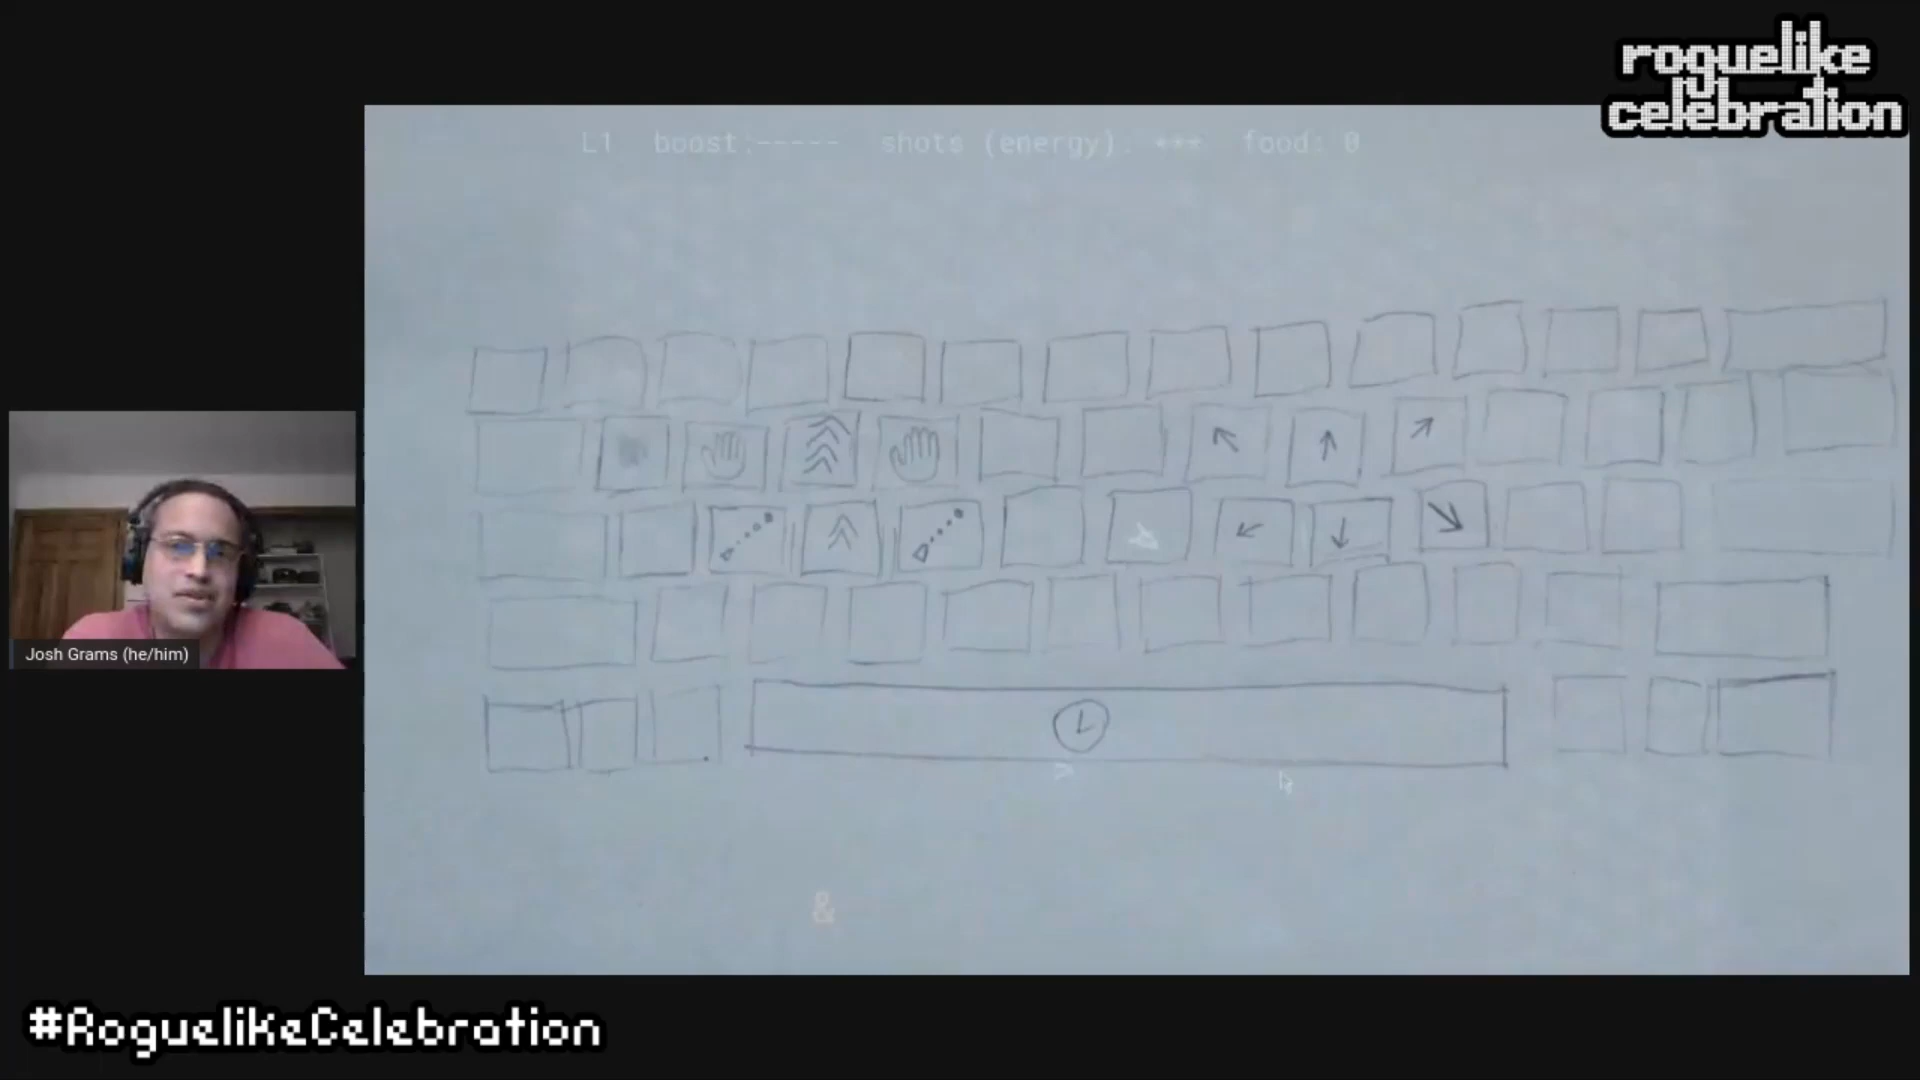 roguelike
celebration
L1 boost:----- shots (energy): *** food: 0
Josh Grams (he/him)
>
&
#RoguelikeCelebration